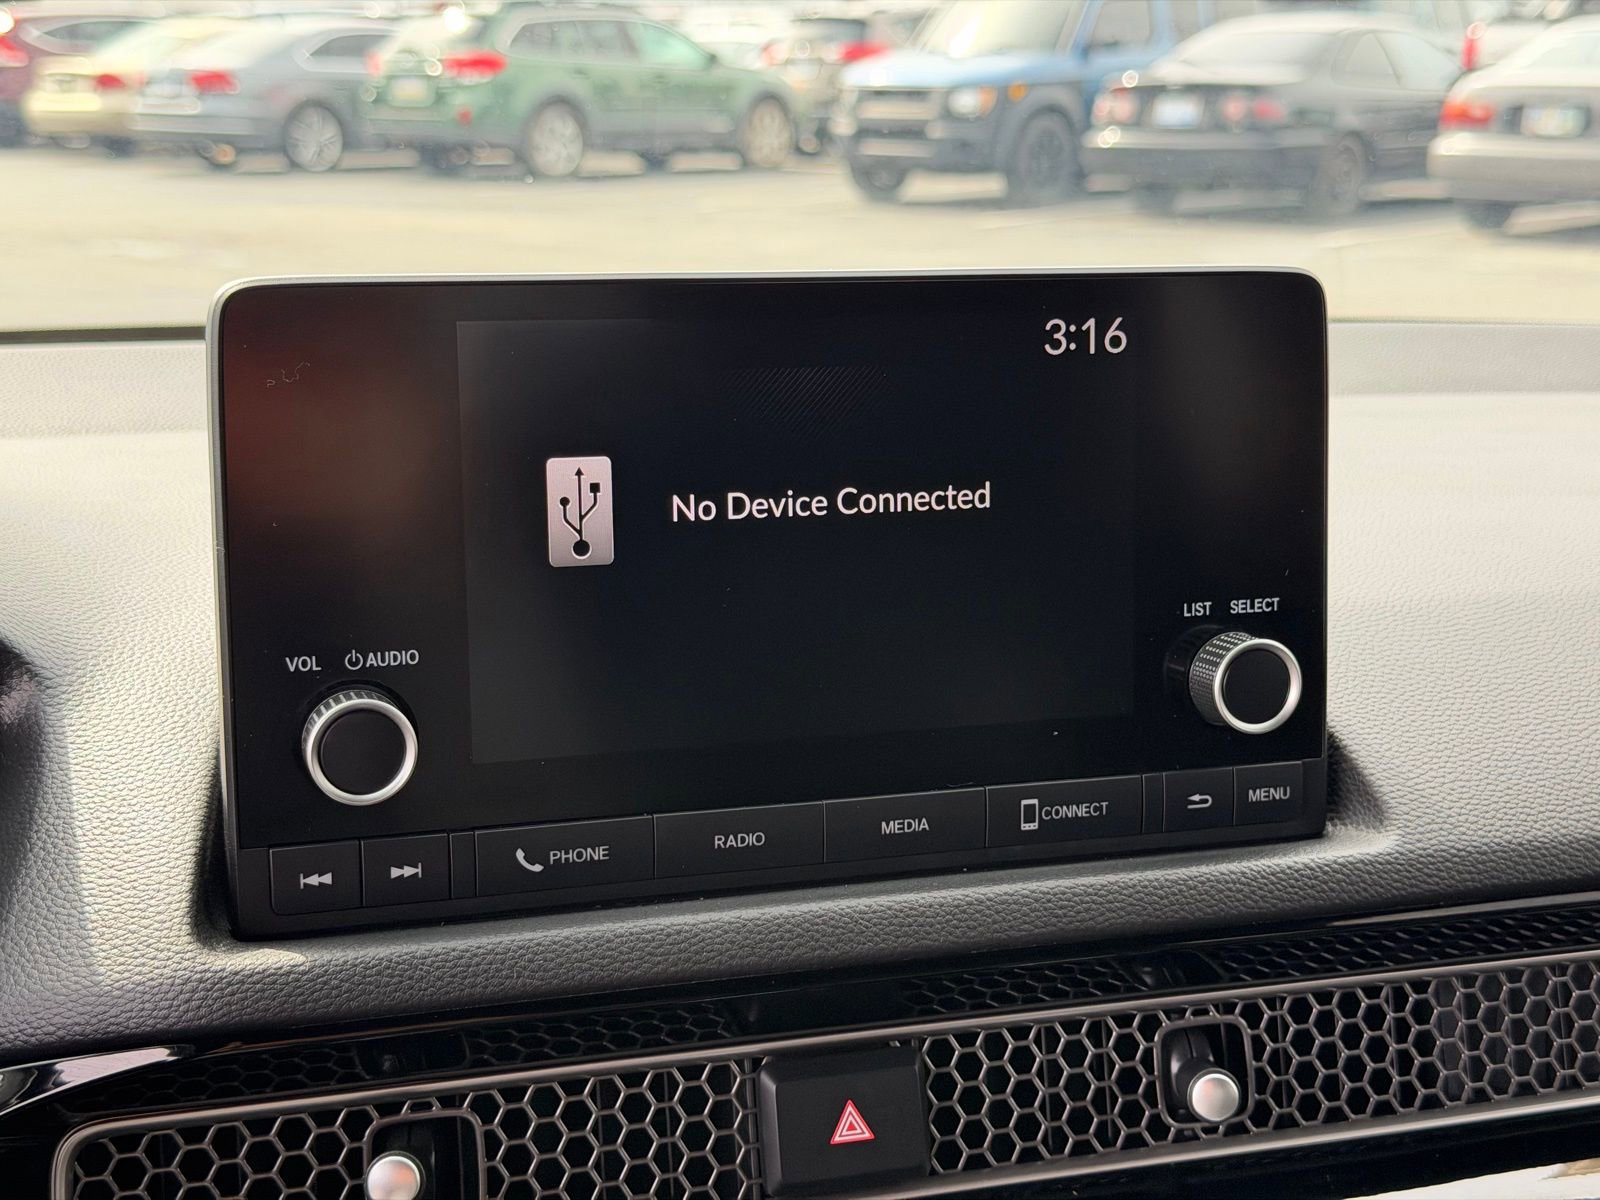 3:16
No Device Connected
LIST SELECT
VOL AUDIO
PHONE
RADIO
MEDIA
CONNECT
MENU